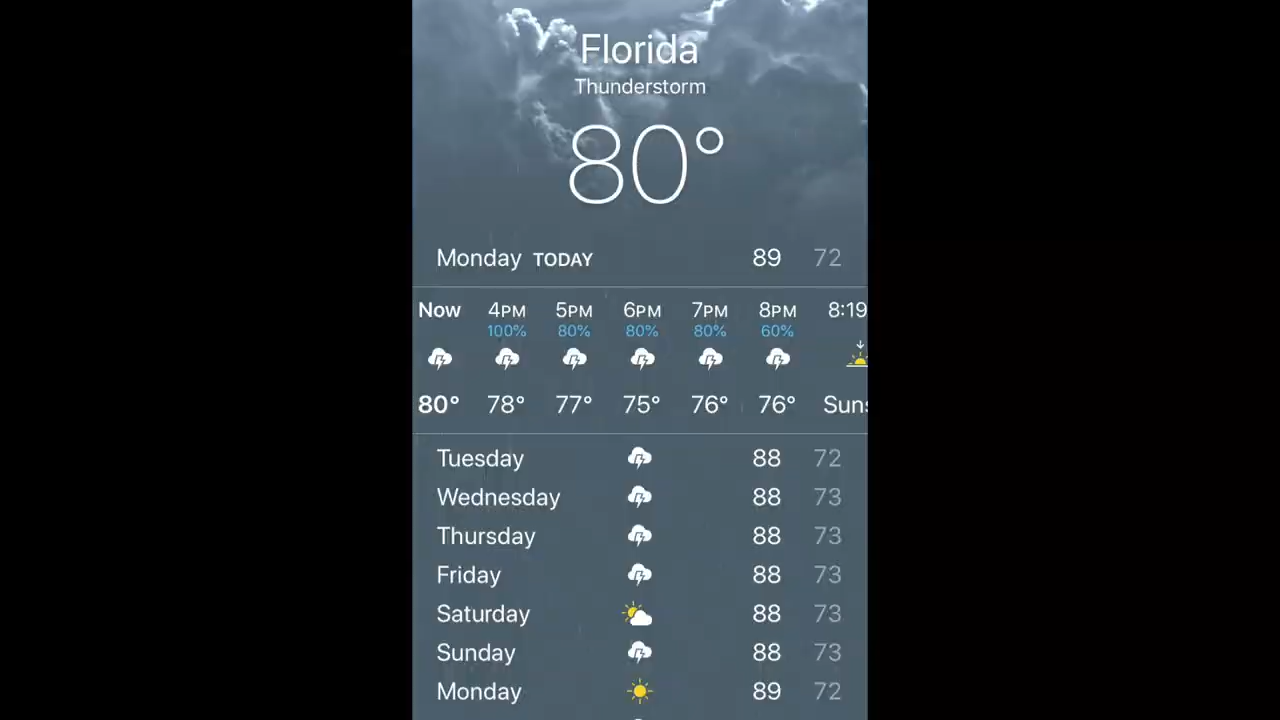 Florida
Thunderstorm
80°
Monday TODAY 89 72
Now 4PM 5PM 6PM 7PM 8PM 8:19
100% 80% 80% 80% 60%
80° 78° 77° 75° 76° 76° Suns
Tuesday 88 72
Wednesday 88 73
Thursday 88 73
Friday 88 73
Saturday 88 73
Sunday 88 73
Monday 89 72